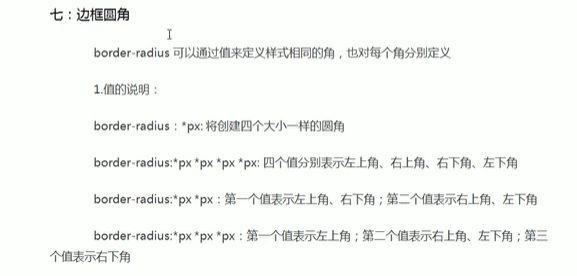 七：边框圆角
border-radius 可以通过值来定义样式相同的角，也对每个角分别定义
1.值的说明：
border-radius：*px: 将创建四个大小一样的圆角
border-radius:*px *px *px *px: 四个值分别表示左上角、右上角、右下角、左下角
border-radius:*px *px：第一个值表示左上角、右下角；第二个值表示右上角、左下角
border-radius:*px *px *px：第一个值表示左上角；第二个值表示右上角、左下角；第三
个值表示右下角